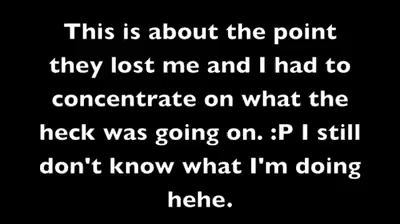 This is about the point
they lost me and I had to
concentrate on what the
heck was going on. :P I still
don't know what I'm doing
hehe.